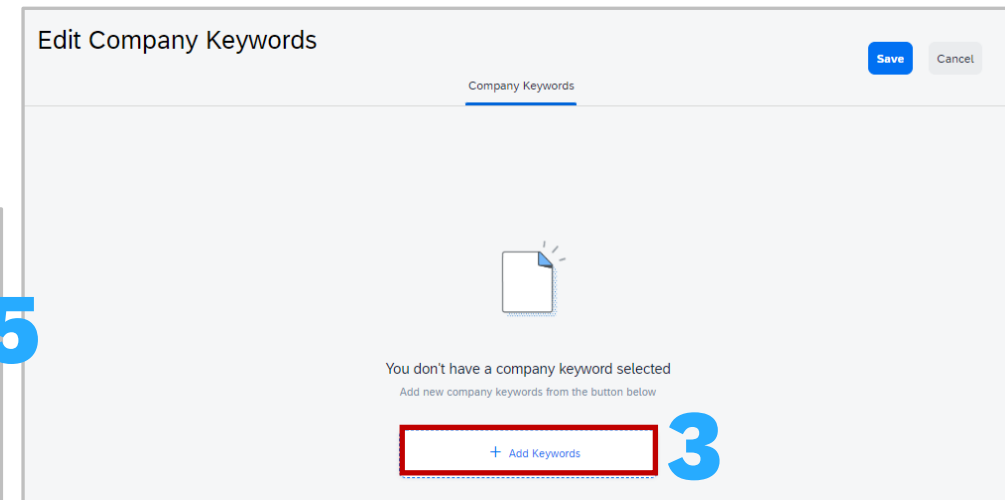 Edit Company Keywords
Save
Cancel
Company Keywords
5
You don't have a company keyword selected
Add new company keywords from the button below
+ Add Keywords
3